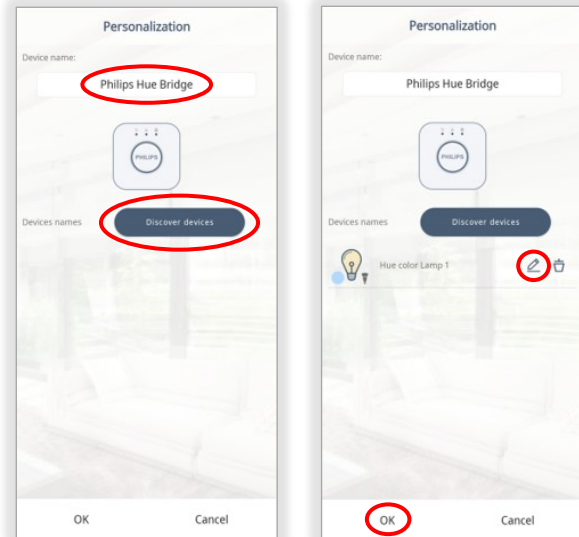 Personalization
Device name:
Philips Hue Bridge
PHILIPS
Devices names
Discover devices
OK
Cancel
Personalization
Device name:
Philips Hue Bridge
PHILIPS
Devices names
Discover devices
Hue color Lamp 1
OK
Cancel